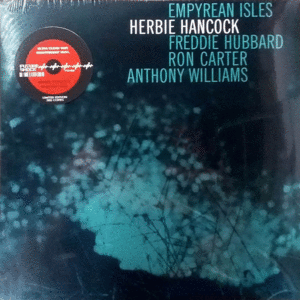 EMPYREAN ISLES
HERBIE HANCOCK
FREDDIE HUBBARD
RON CARTER
ANTHONY WILLIAMS